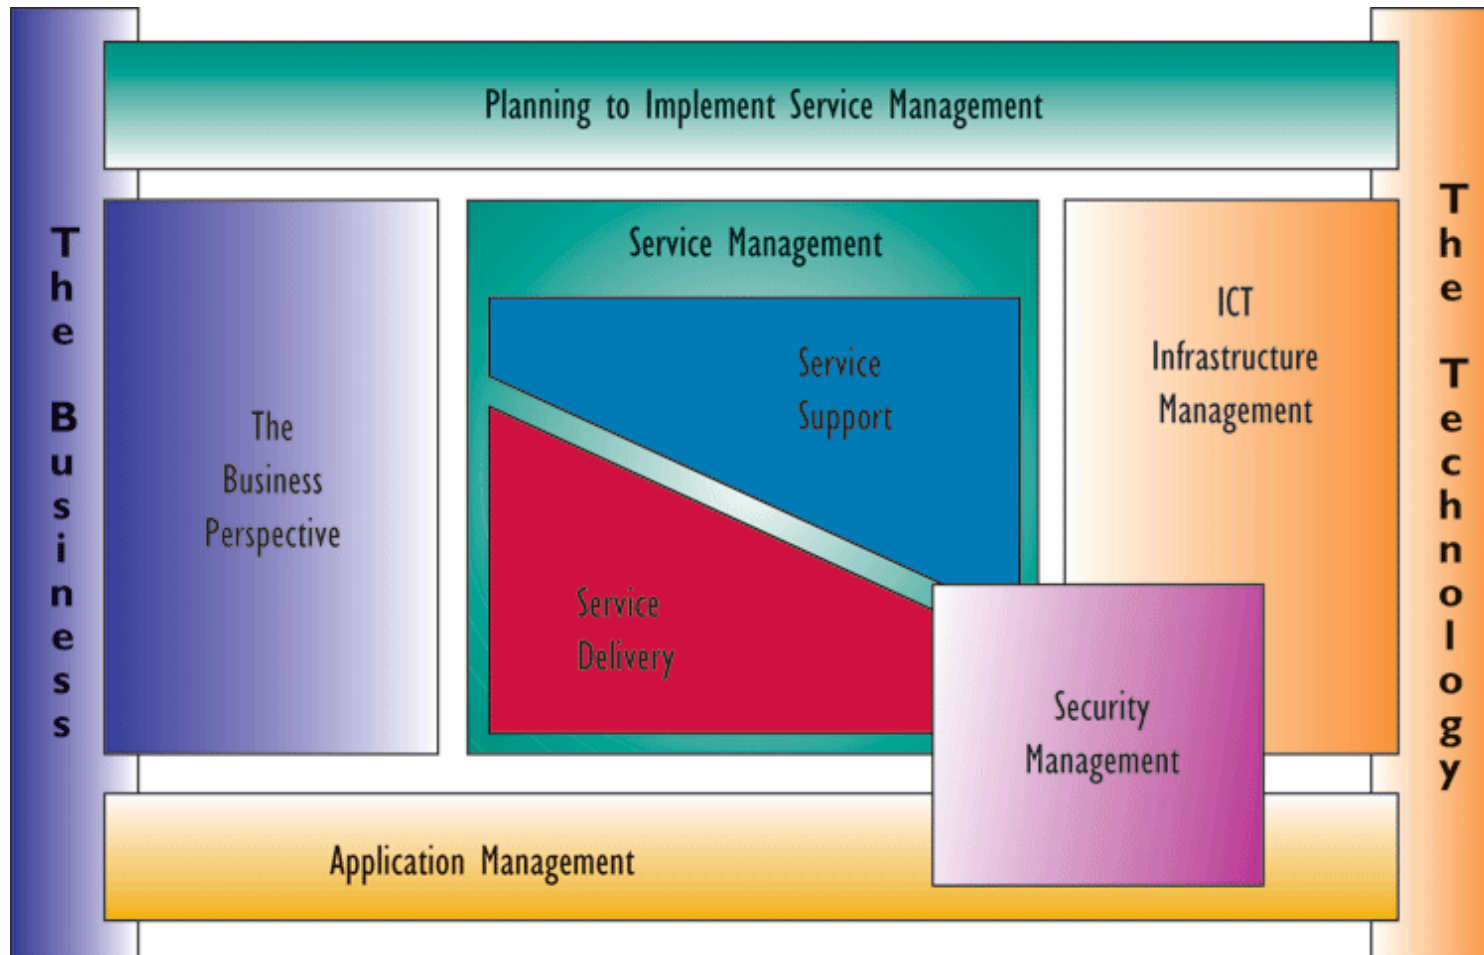 Planning to Implement Service Management
The Business
The
Business
Perspective
Service Management
Service
Support
Service
Delivery
ICT
Infrastructure
Management
Security
Management
Application Management
The Technology